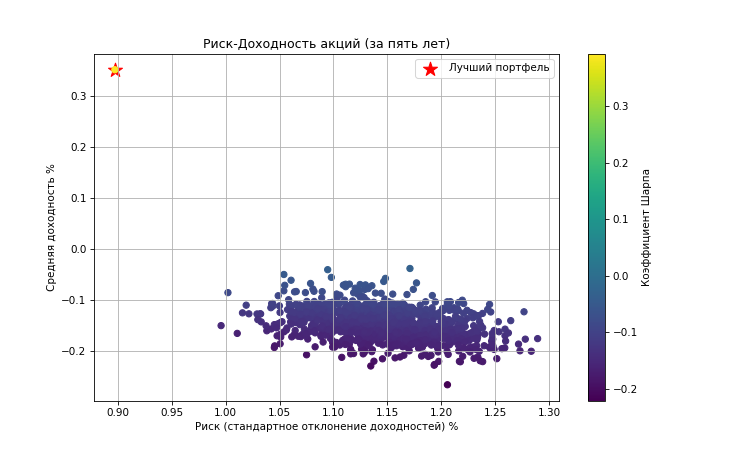 Риск-Доходность акций (за пять лет)
Лучший портфель
Средняя доходность %
0.3
0.2
0.1
0.0
−0.1
−0.2
0.90 0.95 1.00 1.05 1.10 1.15 1.20 1.25 1.30
Риск (стандартное отклонение доходностей) %
0.3
0.2
0.1
0.0
−0.1
−0.2
Коэффициент Шарпа